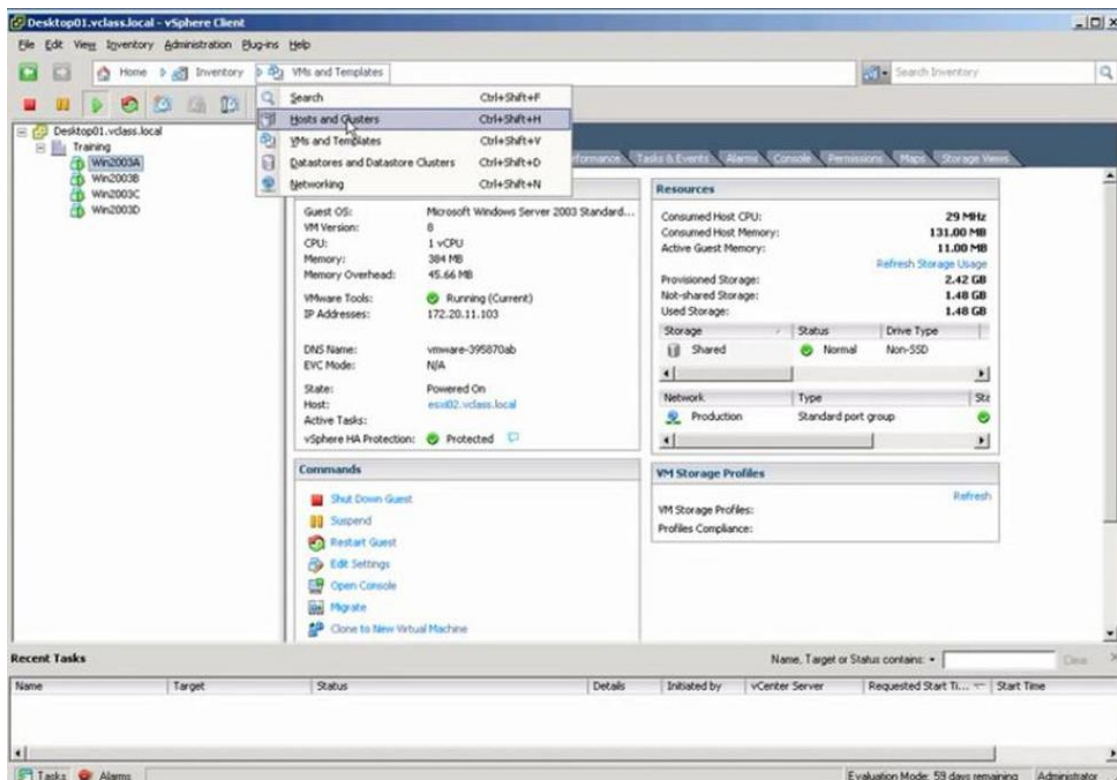 Desktop01.vclass.local - vSphere Client
File Edit View Inventory Administration Plug-ins Help
Home Inventory VMs and Templates Search Inventory
Search Ctrl+Shift+F
Hosts and Clusters Ctrl+Shift+H
VMs and Templates Ctrl+Shift+V
Datastores and Datastore Clusters Ctrl+Shift+D
Networking Ctrl+Shift+N
Desktop01.vclass.local
Training
Win2003A
Win2003B
Win2003C
Win2003D
Tasks & Events Alarms Console Permissions Maps Storage Views
Guest OS: Microsoft Windows Server 2003 Standard...
VM Version: 8
CPU: 1 vCPU
Memory: 384 MB
Memory Overhead: 45.66 MB
VMware Tools: Running (Current)
IP Addresses: 172.20.11.103
DNS Name: vmware-395870ab
EVC Mode: N/A
State: Powered On
Host: esxi02.vclass.local
Active Tasks:
vSphere HA Protection: Protected
Resources
Consumed Host CPU: 29 MHz
Consumed Host Memory: 131.00 MB
Active Guest Memory: 11.00 MB
Refresh Storage Usage
Provisioned Storage: 2.42 GB
Not-shared Storage: 1.48 GB
Used Storage: 1.48 GB
Storage Status Drive Type
Shared Normal Non-SSD
Network Type
Production Standard port group
Commands
Shut Down Guest
Suspend
Restart Guest
Edit Settings
Open Console
Migrate
Clone to New Virtual Machine
VM Storage Profiles
Refresh
VM Storage Profiles:
Profiles Compliance:
Recent Tasks Name, Target or Status contains: Clear
Name Target Status Details Initiated by vCenter Server Requested Start Ti... Start Time
Tasks Alarms Evaluation Mode: 59 days remaining Administrator